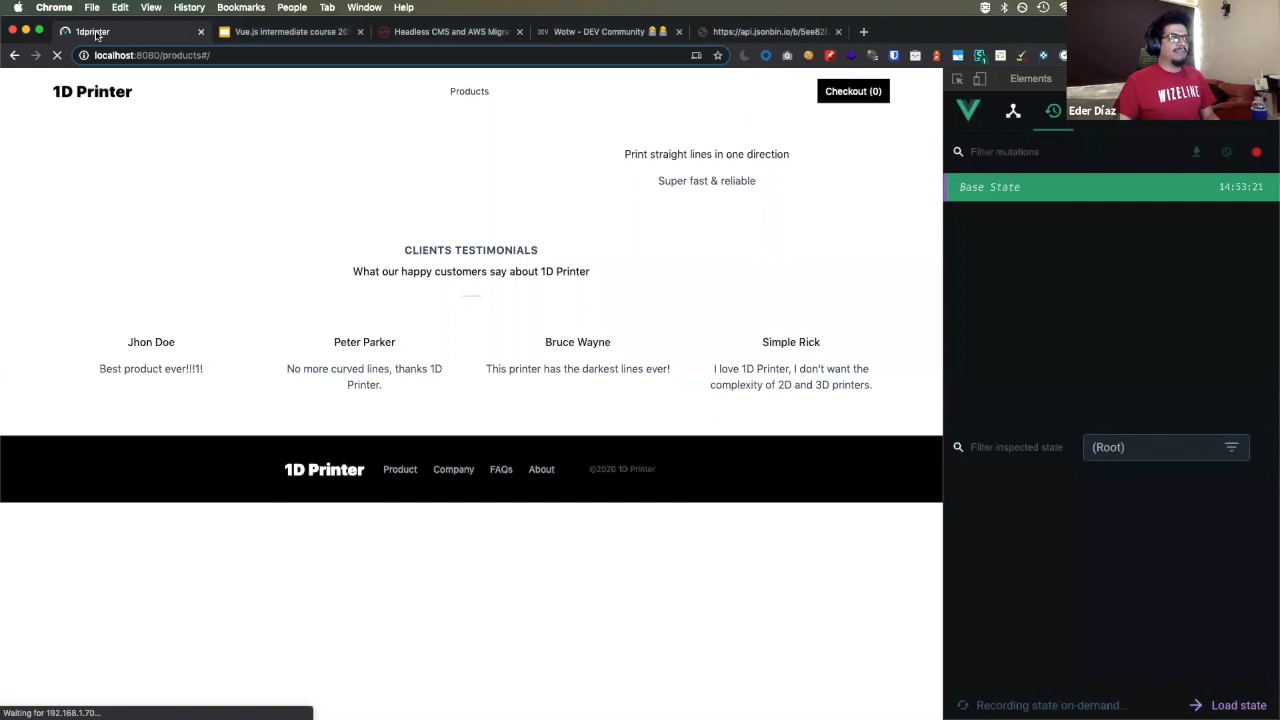 Chrome File Edit View History Bookmarks People Tab Window Help
1dprinter
Vue.js intermediate course 20
Headless CMS and AWS Migra
DEV Wotw - DEV Community
https://api.jsonbin.io/b/5ee82
localhost:8080/products#/
Elements
1D Printer
Products
Checkout (0)
WIZELINE
Eder Díaz
Filter mutations
Print straight lines in one direction
Super fast & reliable
Base State
14:53:21
CLIENTS TESTIMONIALS
What our happy customers say about 1D Printer
Jhon Doe
Best product ever!!!1!
Peter Parker
No more curved lines, thanks 1D
Printer.
Bruce Wayne
This printer has the darkest lines ever!
Simple Rick
I love 1D Printer, I don't want the
complexity of 2D and 3D printers.
Filter inspected state
(Root)
1D Printer Product Company FAQs About ©2020 1D Printer
Recording state on-demand...
Load state
Waiting for 192.168.1.70...